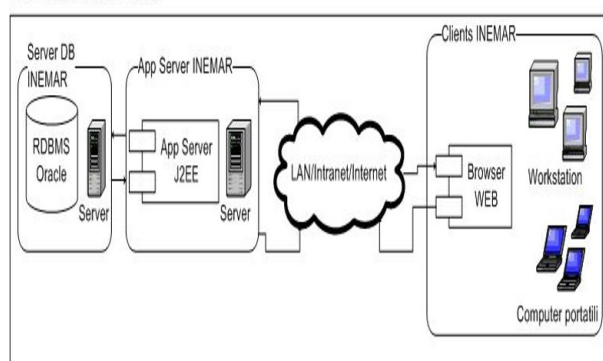 Server DB
INEMAR
RDBMS
Oracle
Server
App Server INEMAR
App Server
J2EE
Server
LAN/Intranet/Internet
Clients INEMAR
Browser
WEB
Workstation
Computer portatili